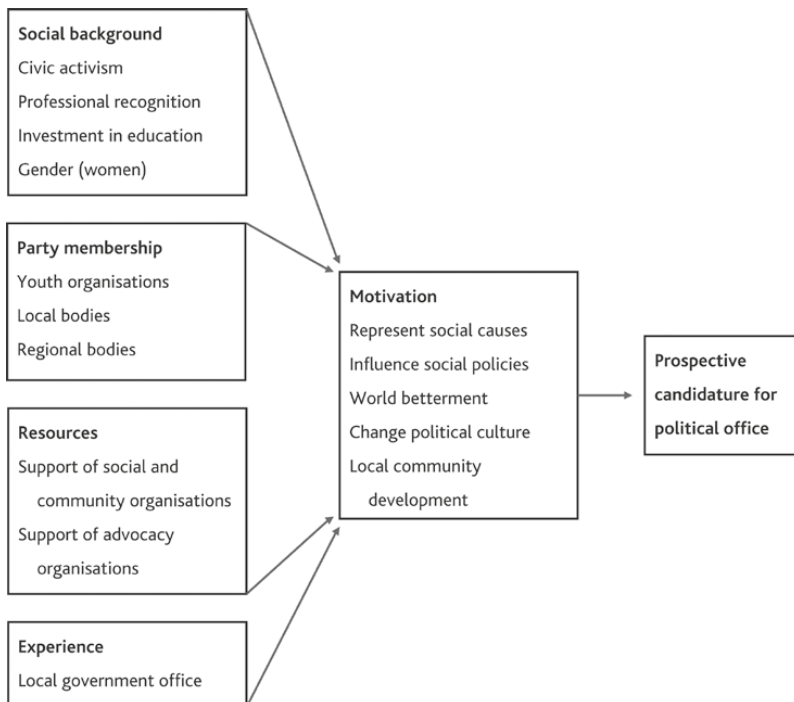 Social background
Civic activism
Professional recognition
Investment in education
Gender (women)
Party membership
Youth organisations
Local bodies
Regional bodies
Resources
Support of social and
community organisations
Support of advocacy
organisations
Experience
Local government office
Motivation
Represent social causes
Influence social policies
World betterment
Change political culture
Local community
development
Prospective
candidature for
political office